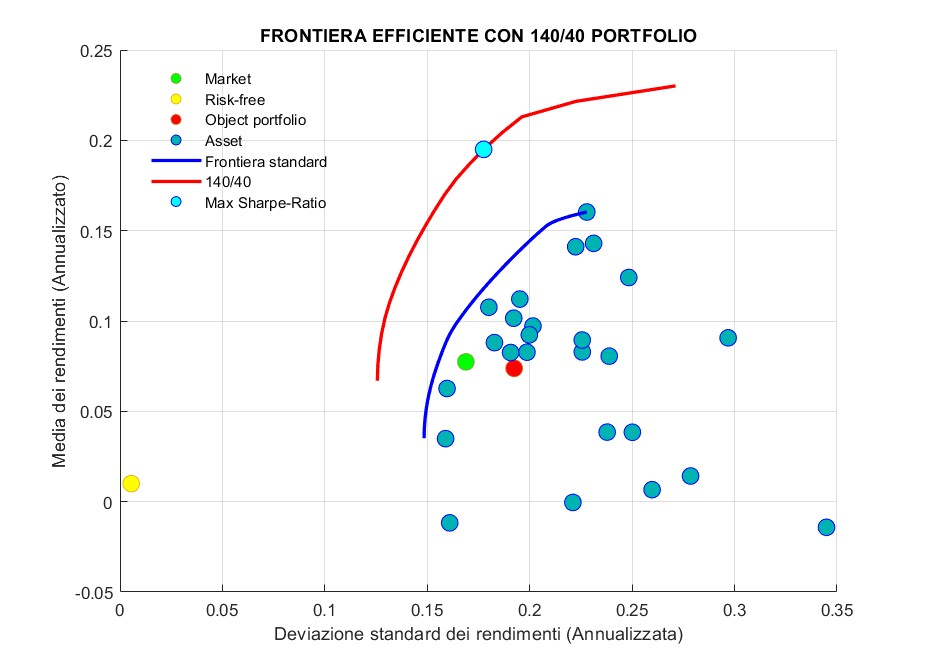 FRONTIERA EFFICIENTE CON 140/40 PORTFOLIO
0.25
0.2
0.15
0.1
0.05
0
-0.05
Media dei rendimenti (Annualizzato)
Market
Risk-free
Object portfolio
Asset
Frontiera standard
140/40
Max Sharpe-Ratio
0 0.05 0.1 0.15 0.2 0.25 0.3 0.35
Deviazione standard dei rendimenti (Annualizzata)